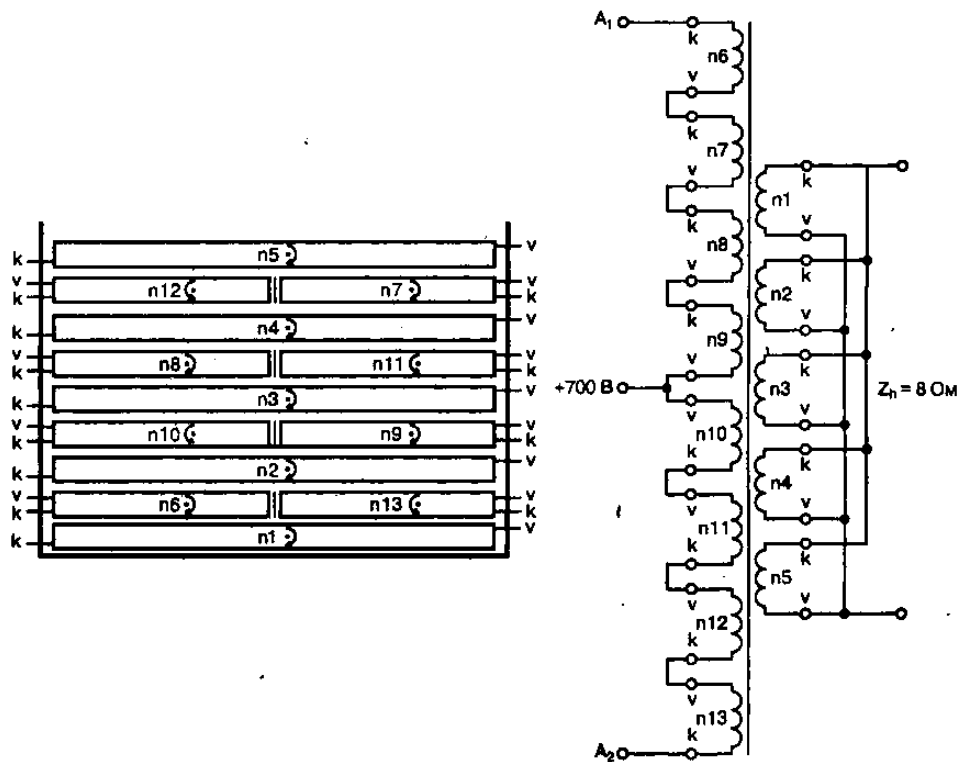 k n5 v
v k n12 n7 v k
k n4 v
v k n8 n11 v k
k n3 v
v k n10 n9 v k
k n2 v
v k n6 n13 v k
k n1 v
A₁
k
n6
v
k
n7
v
k
n8
v
k
n9
v
+700 В
v
n10
k
v
n11
k
v
n12
k
v
n13
k
A₂
k
n1
v
k
n2
v
k
n3
v
k
n4
v
k
n5
v
Zₕ = 8 Ом